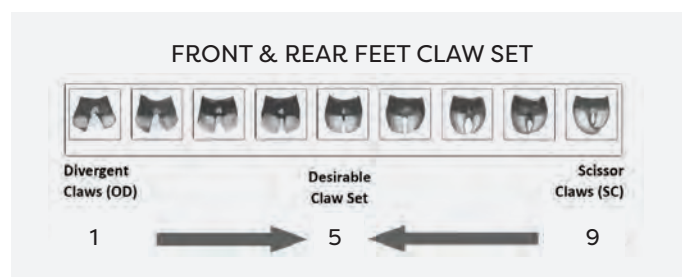 FRONT & REAR FEET CLAW SET
Divergent
Claws (OD)
Desirable
Claw Set
Scissor
Claws (SC)
1
5
9